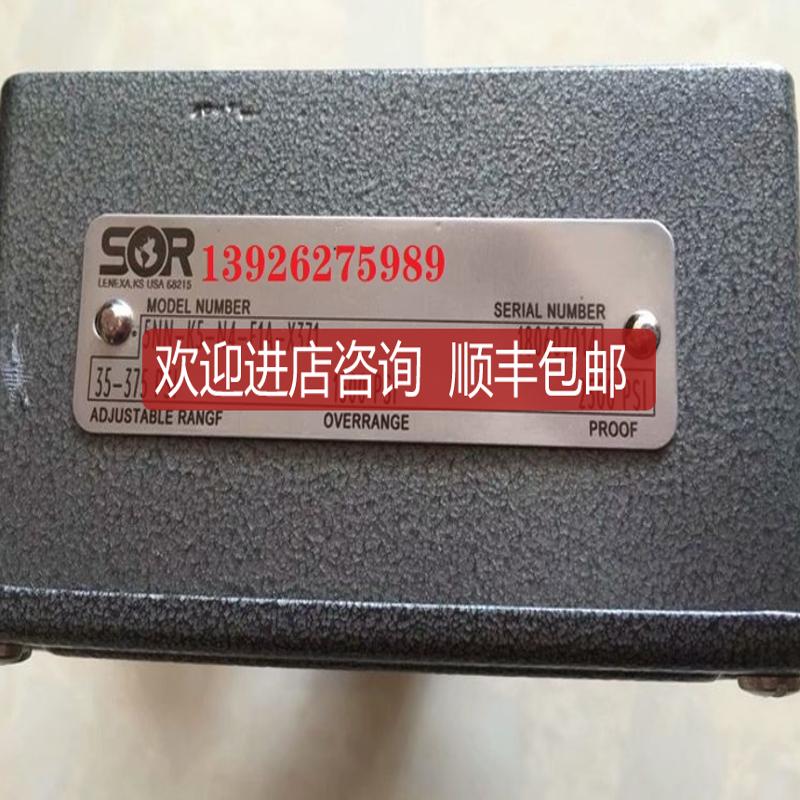 SOR 13926275989
LENEXA, KS USA 66215
MODEL NUMBER SERIAL NUMBER
35-375
欢迎进店咨询 顺丰包邮
PSI
ADJUSTABLE RANGE OVERRANGE PROOF